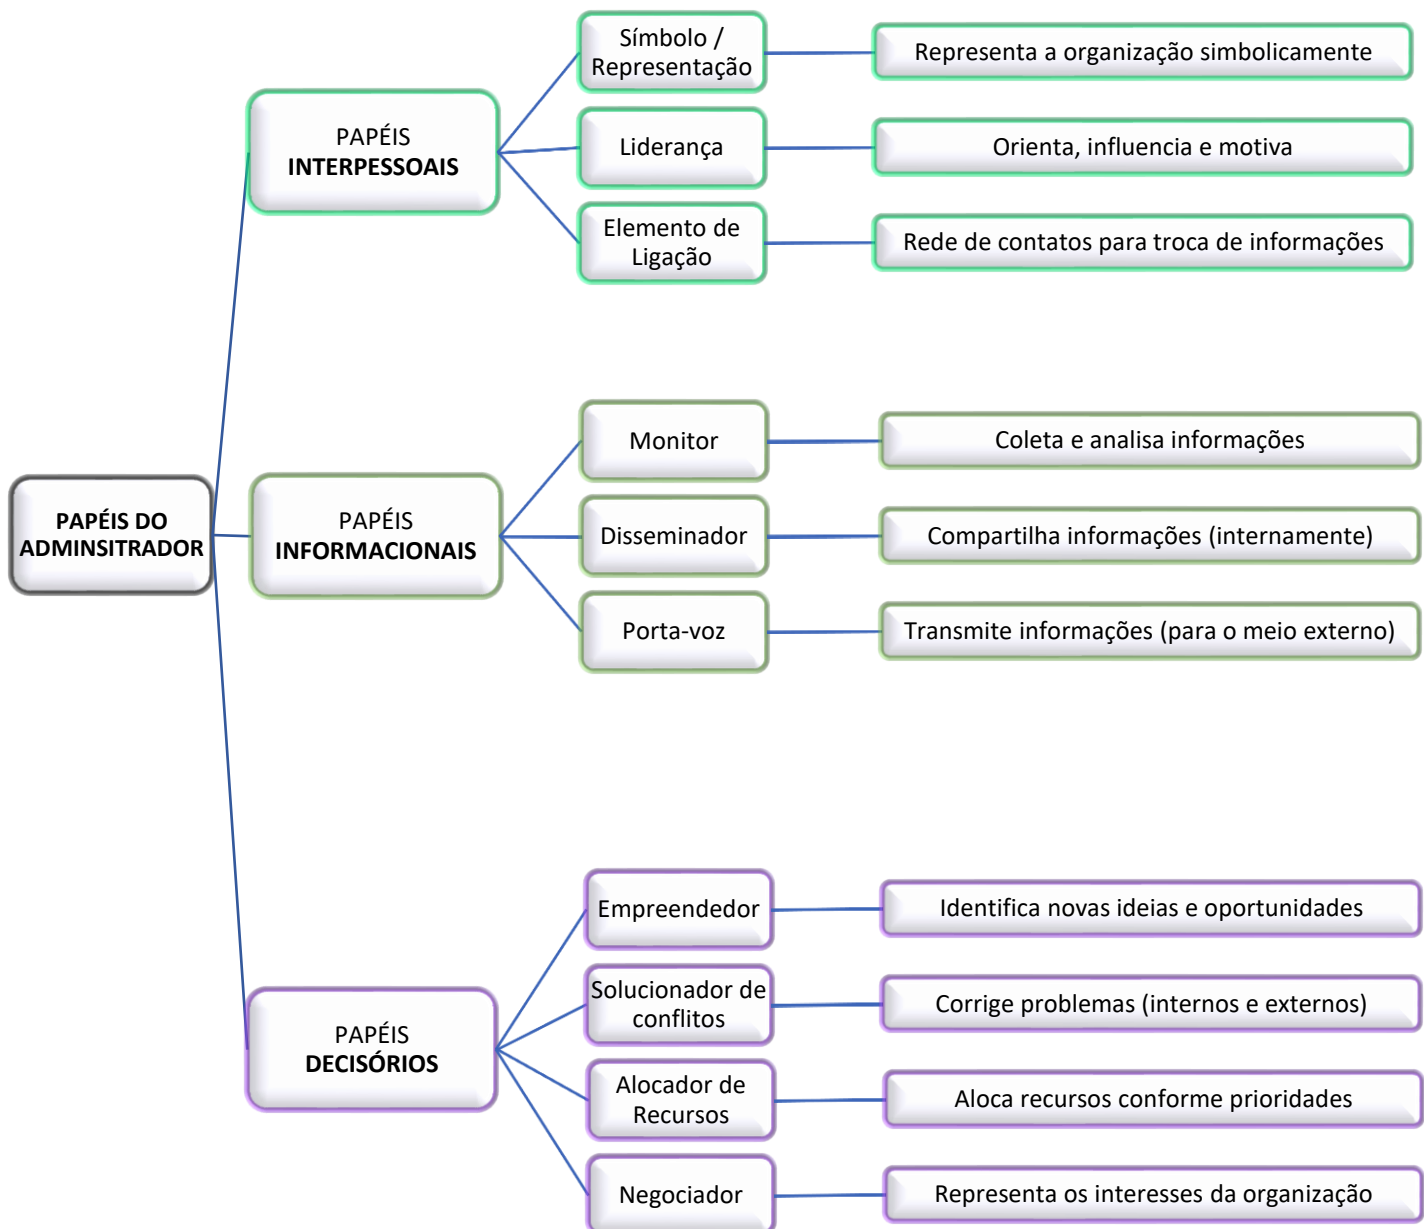 Símbolo /
Representação
Representa a organização simbolicamente
PAPÉIS
INTERPESSOAIS
Liderança
Orienta, influencia e motiva
Elemento de
Ligação
Rede de contatos para troca de informações
Monitor
Coleta e analisa informações
PAPÉIS DO
ADMINSITRADOR
PAPÉIS
INFORMACIONAIS
Disseminador
Compartilha informações (internamente)
Porta-voz
Transmite informações (para o meio externo)
Empreendedor
Identifica novas ideias e oportunidades
Solucionador de
conflitos
Corrige problemas (internos e externos)
PAPÉIS
DECISÓRIOS
Alocador de
Recursos
Aloca recursos conforme prioridades
Negociador
Representa os interesses da organização